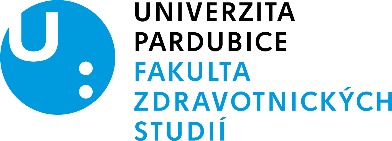 U:
UNIVERZITA
PARDUBICE
FAKULTA
ZDRAVOTNICKÝCH
STUDIÍ